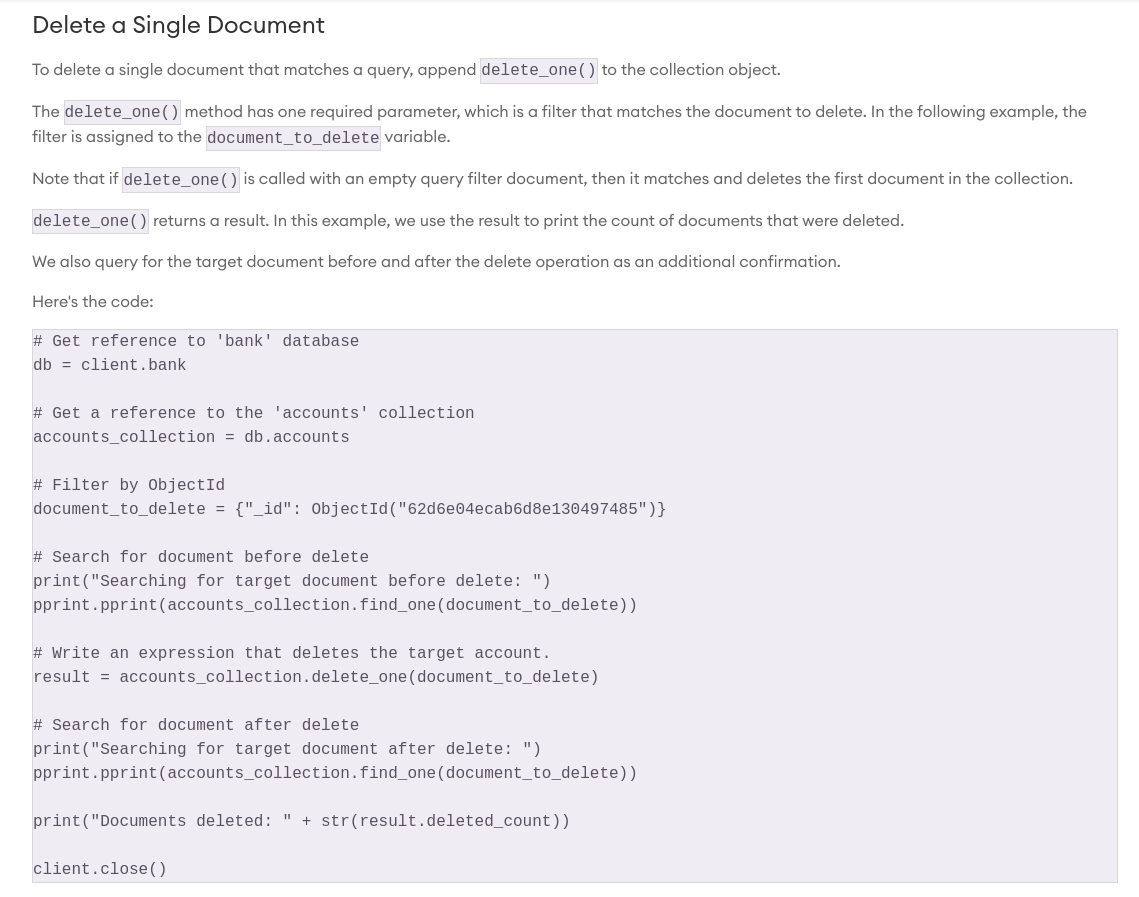 Delete a Single Document
To delete a single document that matches a query, append delete_one() to the collection object.
The delete_one() method has one required parameter, which is a filter that matches the document to delete. In the following example, the
filter is assigned to the document_to_delete variable.
Note that if delete_one() is called with an empty query filter document, then it matches and deletes the first document in the collection.
delete_one() returns a result. In this example, we use the result to print the count of documents that were deleted.
We also query for the target document before and after the delete operation as an additional confirmation.
Here's the code:
# Get reference to 'bank' database
db = client.bank
# Get a reference to the 'accounts' collection
accounts_collection = db.accounts
# Filter by ObjectId
document_to_delete = {"_id": ObjectId("62d6e04ecab6d8e130497485")}
# Search for document before delete
print("Searching for target document before delete: ")
pprint.pprint(accounts_collection.find_one(document_to_delete))
# Write an expression that deletes the target account.
result = accounts_collection.delete_one(document_to_delete)
# Search for document after delete
print("Searching for target document after delete: ")
pprint.pprint(accounts_collection.find_one(document_to_delete))
print("Documents deleted: " + str(result.deleted_count))
client.close()